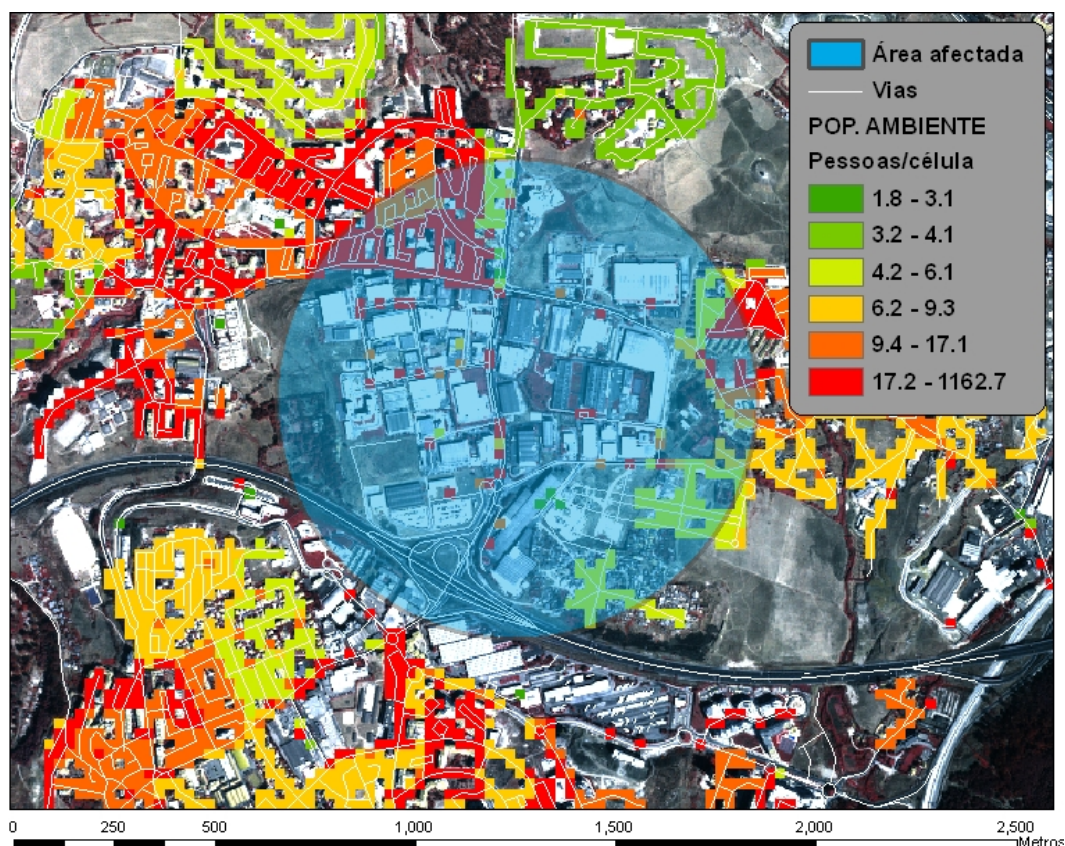 Área afectada
Vias
POP. AMBIENTE
Pessoas/célula
1.8 - 3.1
3.2 - 4.1
4.2 - 6.1
6.2 - 9.3
9.4 - 17.1
17.2 - 1162.7
0 250 500 1,000 1,500 2,000 2,500
Metros